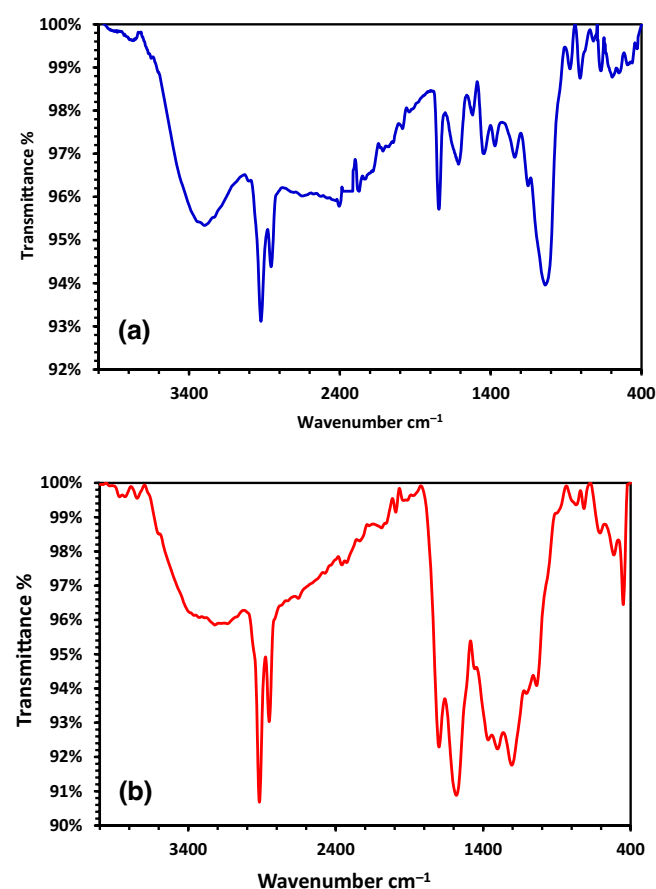 100%
99%
98%
97%
96%
95%
94%
93%
92%
Transmittance %
(a)
3400 2400 1400 400
Wavenumber cm⁻¹
100%
99%
98%
97%
96%
95%
94%
93%
92%
91%
90%
Transmittance %
(b)
3400 2400 1400 400
Wavenumber cm⁻¹